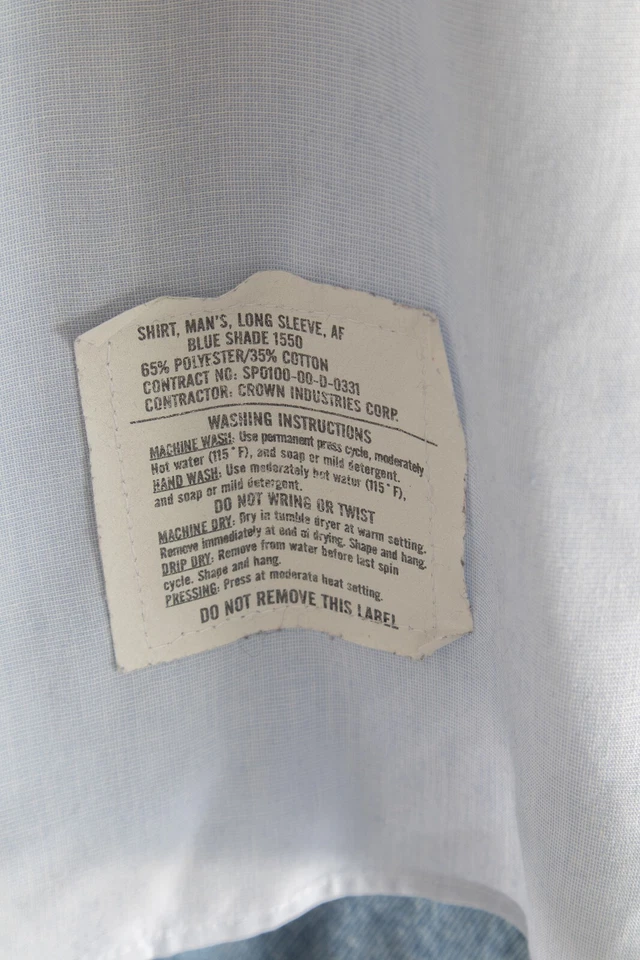 SHIRT, MAN'S, LONG SLEEVE, AF
BLUE SHADE 1550
65% POLYESTER/35% COTTON
CONTRACT NO: SP0100-00-D-0331
CONTRACTOR: CROWN INDUSTRIES CORP.
WASHING INSTRUCTIONS
MACHINE WASH: Use permanent press cycle, moderately
Hot water (115°F), and soap or mild detergent.
HAND WASH: Use moderately hot water (115°F),
and soap or mild detergent.
DO NOT WRING OR TWIST
MACHINE DRY: Dry in tumble dryer at warm setting.
Remove immediately at end of drying. Shape and hang.
DRIP DRY: Remove from water before last spin
cycle. Shape and hang.
PRESSING: Press at moderate heat setting.
DO NOT REMOVE THIS LABEL